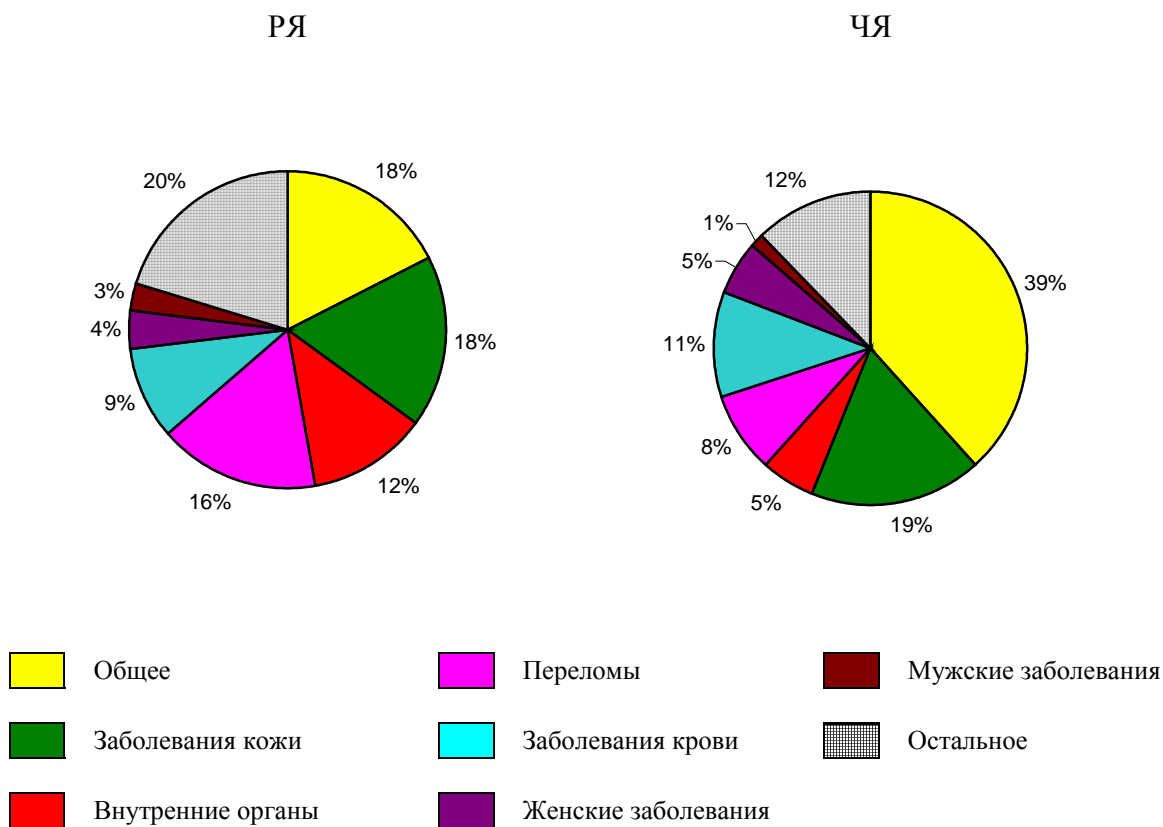 РЯ ЧЯ
20% 18%
3%
4% 18%
9%
16% 12%
12%
1%
5% 39%
11%
8%
5% 19%
Общее Переломы Мужские заболевания
Заболевания кожи Заболевания крови Остальное
Внутренние органы Женские заболевания